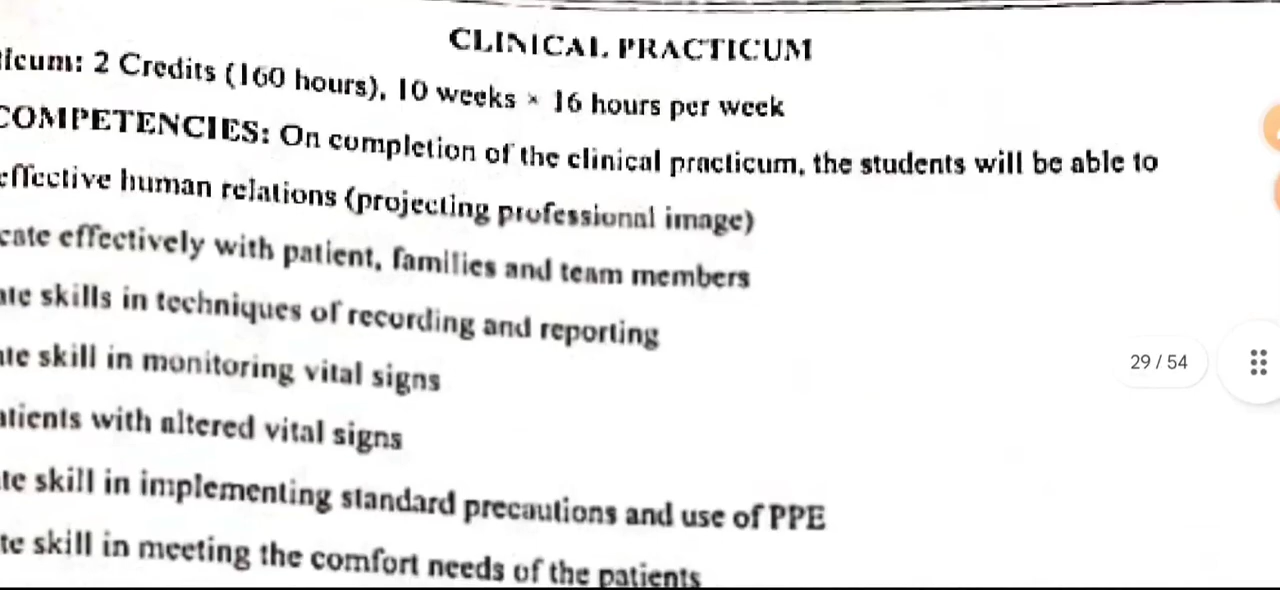 CLINICAL PRACTICUM
icum: 2 Credits (160 hours), 10 weeks × 16 hours per week
COMPETENCIES: On completion of the clinical practicum, the students will be able to
effective human relations (projecting professional image)
cate effectively with patient, families and team members
ate skills in techniques of recording and reporting
ate skill in monitoring vital signs
atients with altered vital signs
te skill in implementing standard precautions and use of PPE
te skill in meeting the comfort needs of the patients
29 / 54